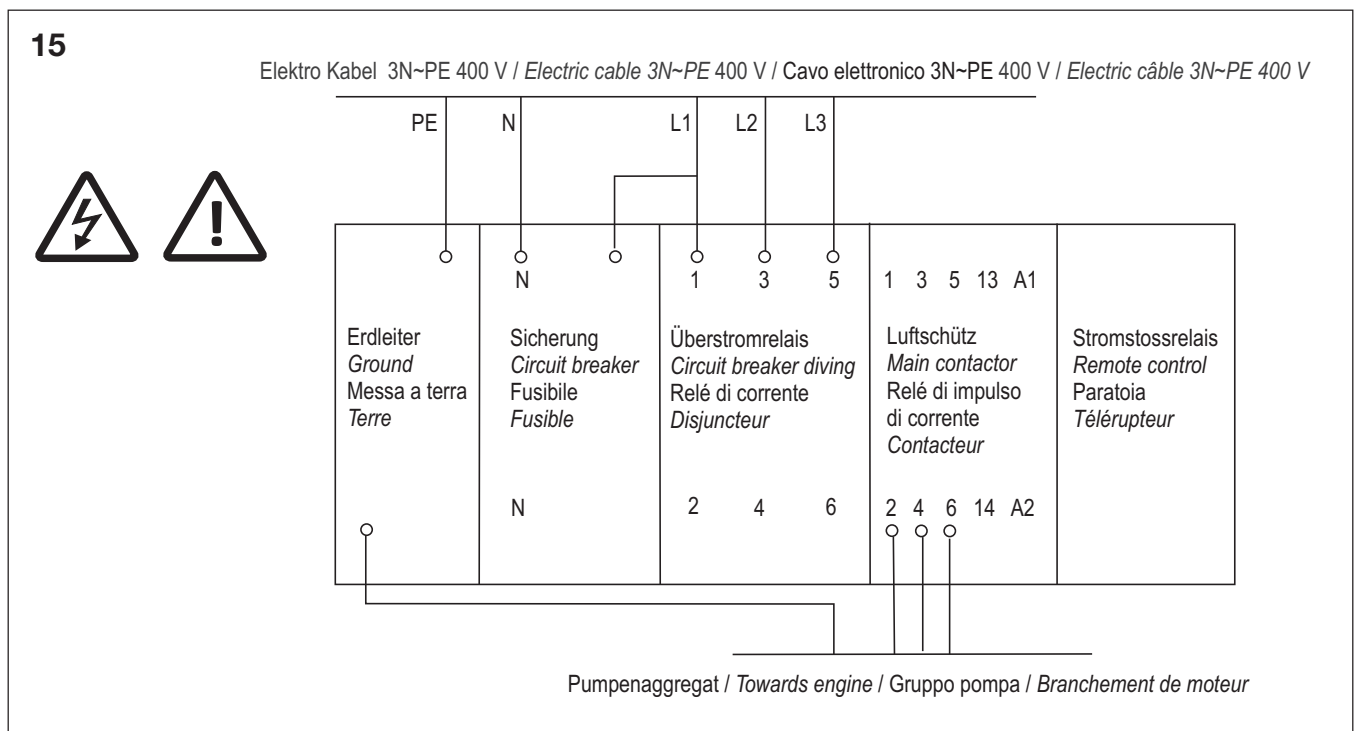 15
Elektro Kabel 3N~PE 400 V / Electric cable 3N~PE 400 V / Cavo elettronico 3N~PE 400 V / Electric câble 3N~PE 400 V
PE N L1 L2 L3
N 1 3 5 1 3 5 13 A1
Erdleiter
Ground
Messa a terra
Terre
Sicherung
Circuit breaker
Fusibile
Fusible
Überstromrelais
Circuit breaker diving
Relé di corrente
Disjuncteur
Luftschütz
Main contactor
Relé di impulso
di corrente
Contacteur
Stromstossrelais
Remote control
Paratoia
Télérupteur
N 2 4 6 2 4 6 14 A2
Pumpenaggregat / Towards engine / Gruppo pompa / Branchement de moteur